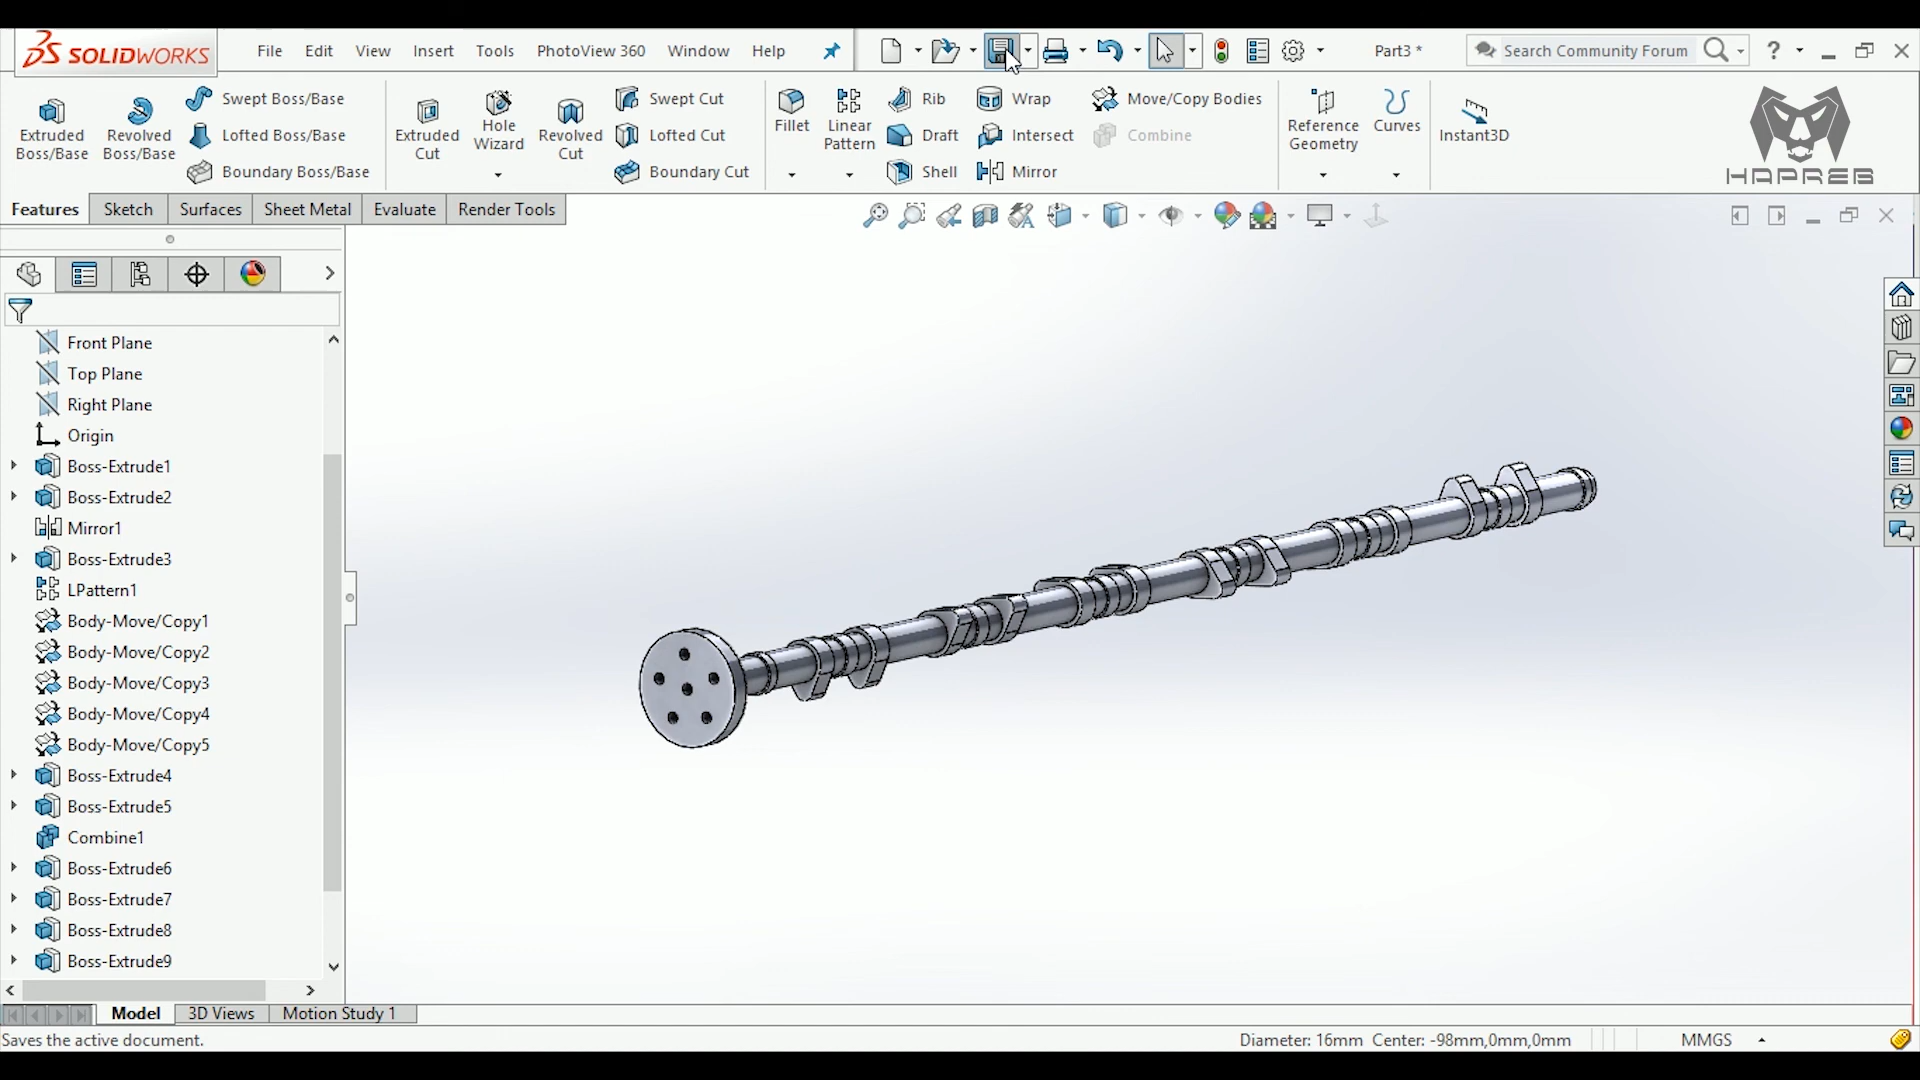 SOLIDWORKS
File Edit View Insert Tools PhotoView 360 Window Help
Part3 *
Search Community Forum
?
Extruded Boss/Base
Revolved Boss/Base
Swept Boss/Base
Lofted Boss/Base
Boundary Boss/Base
Extruded Cut
Hole Wizard
Revolved Cut
Swept Cut
Lofted Cut
Boundary Cut
Fillet
Linear Pattern
Rib
Draft
Shell
Wrap
Intersect
Mirror
Move/Copy Bodies
Combine
Reference Geometry
Curves
Instant3D
HAPREB
Features Sketch Surfaces Sheet Metal Evaluate Render Tools
Front Plane
Top Plane
Right Plane
Origin
Boss-Extrude1
Boss-Extrude2
Mirror1
Boss-Extrude3
LPattern1
Body-Move/Copy1
Body-Move/Copy2
Body-Move/Copy3
Body-Move/Copy4
Body-Move/Copy5
Boss-Extrude4
Boss-Extrude5
Combine1
Boss-Extrude6
Boss-Extrude7
Boss-Extrude8
Boss-Extrude9
Model 3D Views Motion Study 1
Saves the active document.
Diameter: 16mm Center: -98mm,0mm,0mm
MMGS